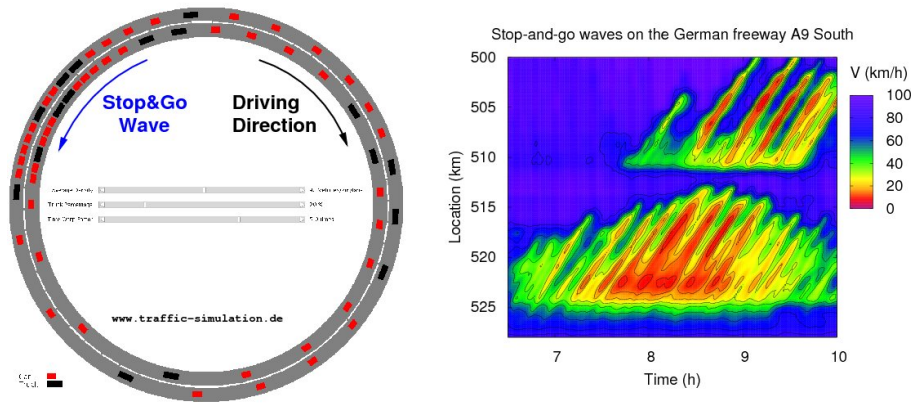 Stop&Go
Wave
Driving
Direction
www.traffic-simulation.de
Car
Truck
Stop-and-go waves on the German freeway A9 South
V (km/h)
Location (km)
500
505
510
515
520
525
100
80
60
40
20
0
7
8
9
10
Time (h)